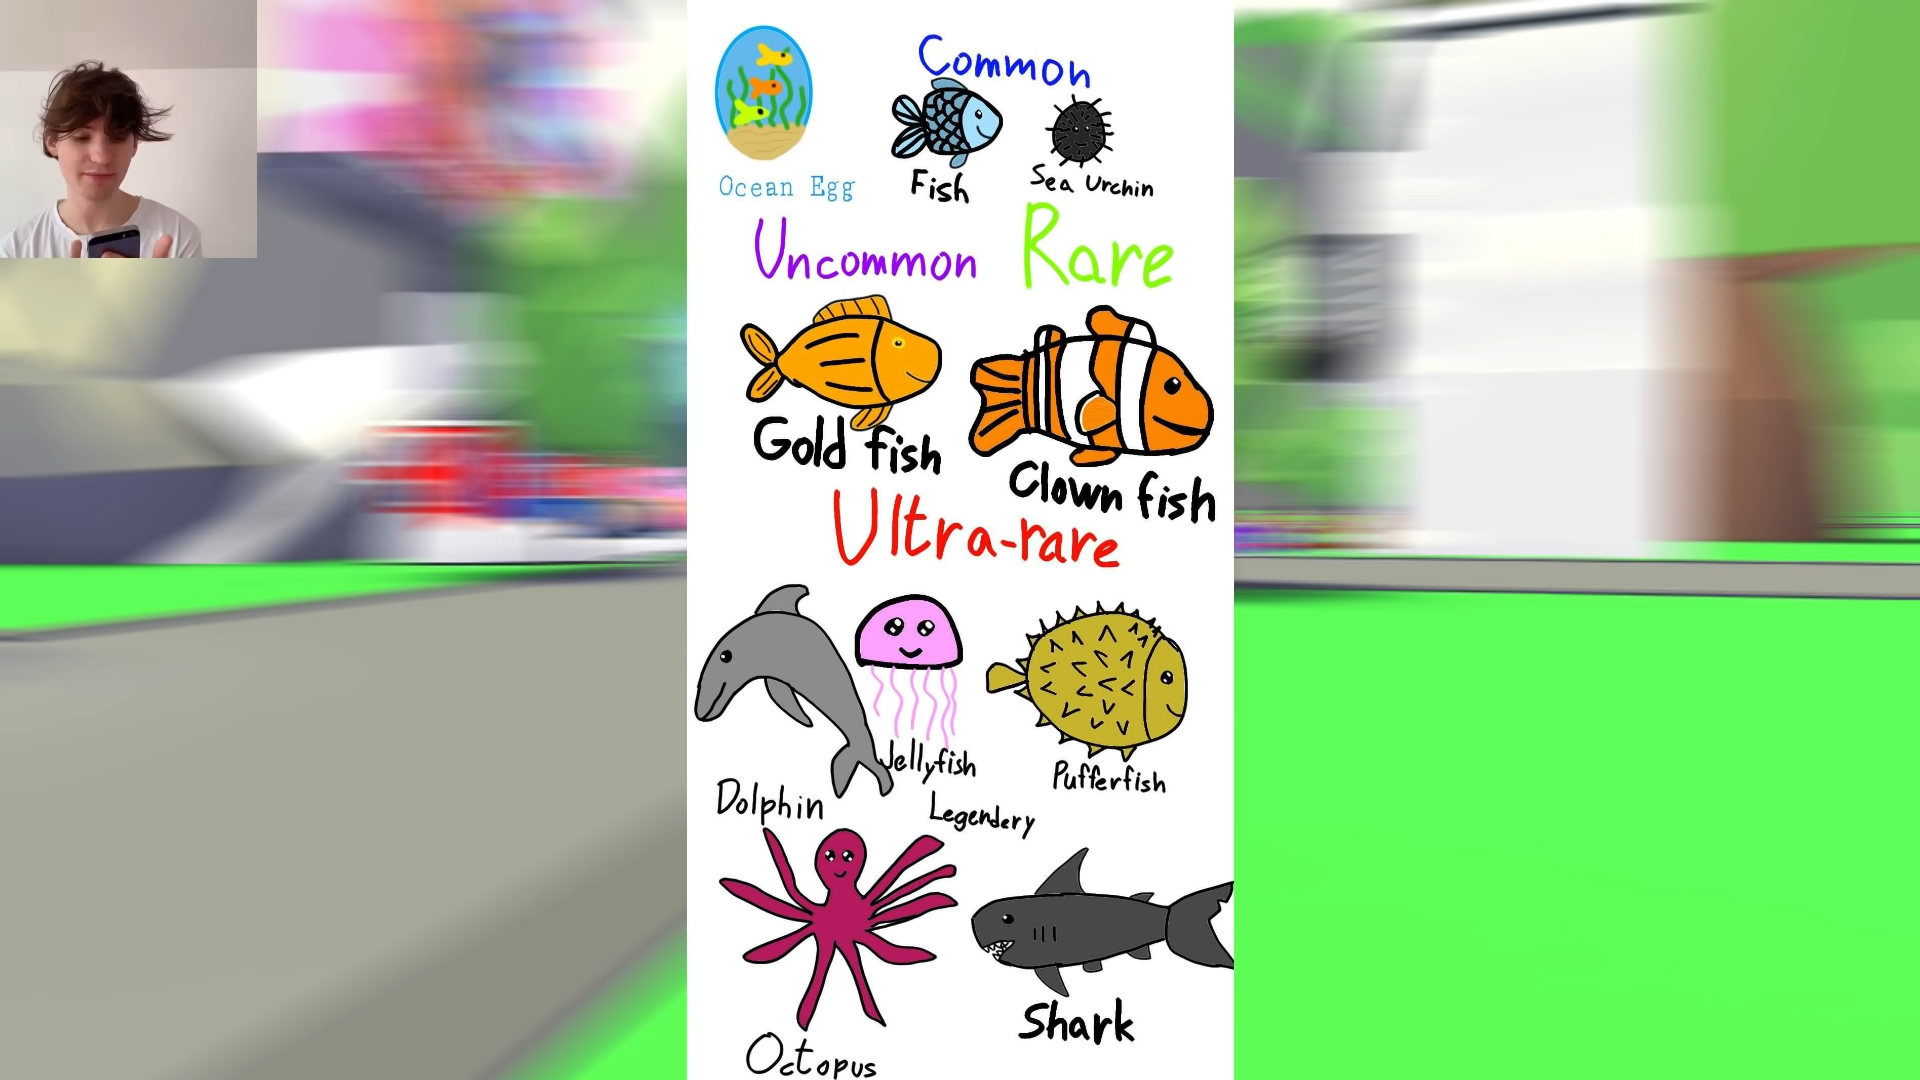 Common
Ocean Egg
Fish
Sea Urchin
Uncommon
Rare
Gold fish
Clown fish
Ultra-rare
Jellyfish
Pufferfish
Dolphin
Legendery
Octopus
Shark